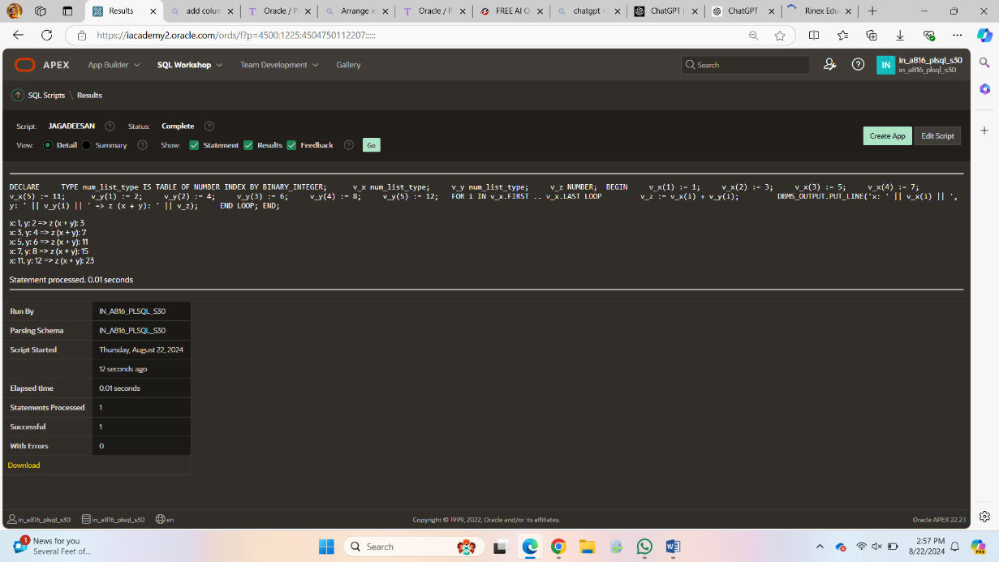 Results
add colum
Oracle / Pl
Arrange in
Oracle / Pl
FREE AI Q
chatgpt -
ChatGPT |
ChatGPT
Rinex Edu
https://iacademy2.oracle.com/ords/f?p=4500:1225:4504750112207:::::
APEX App Builder SQL Workshop Team Development Gallery Search IN in_a816_plsql_s30
in_a816_plsql_s30
SQL Scripts \ Results
Script: JAGADEESAN Status: Complete
Create App Edit Script
View: Detail Summary Show: Statement Results Feedback Go
DECLARE TYPE num_list_type IS TABLE OF NUMBER INDEX BY BINARY_INTEGER; v_x num_list_type; v_y num_list_type; v_z NUMBER; BEGIN v_x(1) := 1; v_x(2) := 3; v_x(3) := 5; v_x(4) := 7;
v_x(5) := 11; v_y(1) := 2; v_y(2) := 4; v_y(3) := 6; v_y(4) := 8; v_y(5) := 12; FOR i IN v_x.FIRST .. v_x.LAST LOOP v_z := v_x(i) + v_y(i); DBMS_OUTPUT.PUT_LINE('x: ' || v_x(i) || ',
y: ' || v_y(i) || ' => z (x + y): ' || v_z); END LOOP; END;
x: 1, y: 2 => z (x + y): 3
x: 3, y: 4 => z (x + y): 7
x: 5, y: 6 => z (x + y): 11
x: 7, y: 8 => z (x + y): 15
x: 11, y: 12 => z (x + y): 23
Statement processed. 0.01 seconds
Run By IN_A816_PLSQL_S30
Parsing Schema IN_A816_PLSQL_S30
Script Started Thursday, August 22, 2024
12 seconds ago
Elapsed time 0.01 seconds
Statements Processed 1
Successful 1
With Errors 0
Download
in_a816_plsql_s30 in_a816_plsql_s30 en Copyright © 1999, 2022, Oracle and/or its affiliates. Oracle APEX 22.2.1
1 News for you
Several Feet of...
Search
2:57 PM
8/22/2024
PRE